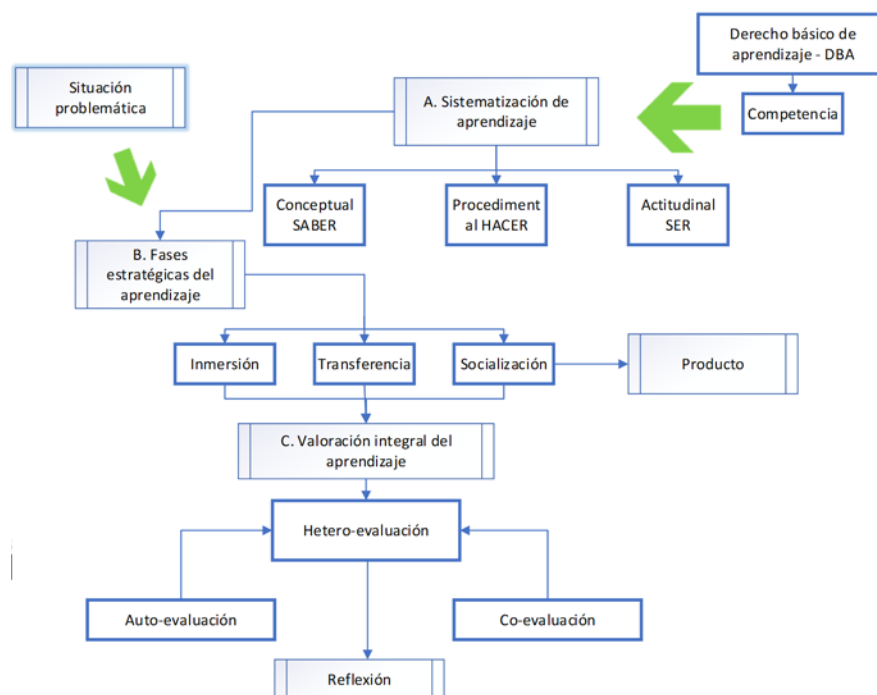 Derecho básico de
aprendizaje - DBA
Situación
problemática
A. Sistematización de
aprendizaje
Competencia
Conceptual
SABER
Procediment
al HACER
Actitudinal
SER
B. Fases
estratégicas del
aprendizaje
Inmersión
Transferencia
Socialización
Producto
C. Valoración integral del
aprendizaje
Hetero-evaluación
Auto-evaluación
Co-evaluación
Reflexión